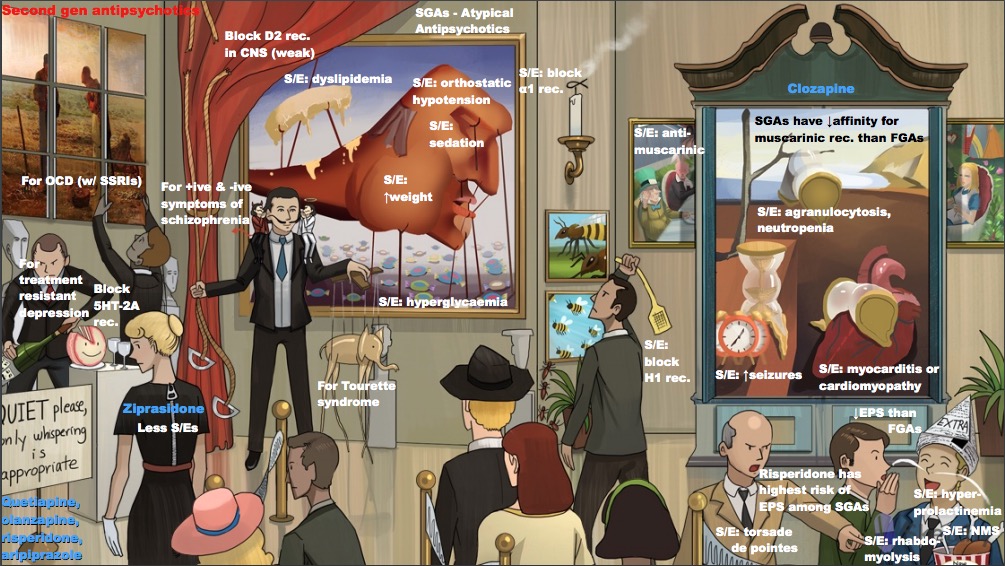 Second gen antipsychotics
SGAs - Atypical
Antipsychotics
Block D2 rec.
in CNS (weak)
S/E: dyslipidemia
S/E: orthostatic
hypotension
S/E: block
α1 rec.
S/E:
sedation
S/E:
↑weight
S/E: hyperglycaemia
For OCD (w/ SSRIs)
For +ive & -ive
symptoms of
schizophrenia
For
treatment
resistant
depression
Block
5HT-2A
rec.
Ziprasidone
Less S/Es
QUIET please,
only whispering
is
appropriate
Quetiapine,
olanzapine,
risperidone,
aripiprazole
For Tourette
syndrome
S/E: anti-
muscarinic
S/E:
block
H1 rec.
Clozapine
SGAs have ↓affinity for
muscarinic rec. than FGAs
S/E: agranulocytosis,
neutropenia
S/E: ↑seizures
S/E: myocarditis or
cardiomyopathy
↓EPS than
FGAs
EXTRA
Risperidone has
highest risk of
EPS among SGAs
S/E: torsade
de pointes
S/E: hyper-
prolactinemia
S/E: NMS
S/E: rhabdo-
myolysis